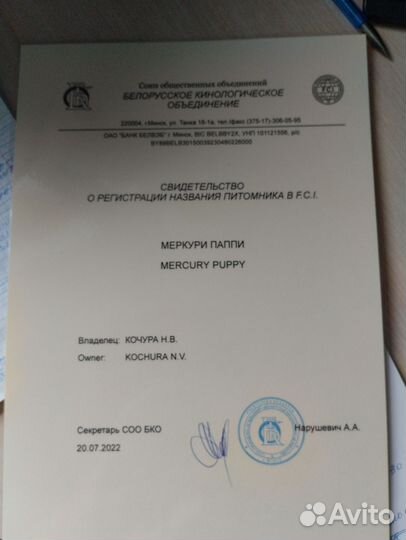 Союз общественных объединений
БЕЛОРУССКОЕ КИНОЛОГИЧЕСКОЕ
ОБЪЕДИНЕНИЕ
F.C.I.
220004, г.Минск, ул. Танка 18-1а, тел./факс (375-17)-306-05-95
ОАО "БАНК БЕЛВЭБ" г. Минск, BIC BELBBY2X, УНП 101121556, р/с
СВИДЕТЕЛЬСТВО
О РЕГИСТРАЦИИ НАЗВАНИЯ ПИТОМНИКА В F.C.I.
МЕРКУРИ ПАППИ
MERCURY PUPPY
Владелец: КОЧУРА Н.В.
Owner: KOCHURA N.V.
Секретарь СОО БКО Нарушевич А.А.
20.07.2022
Avito